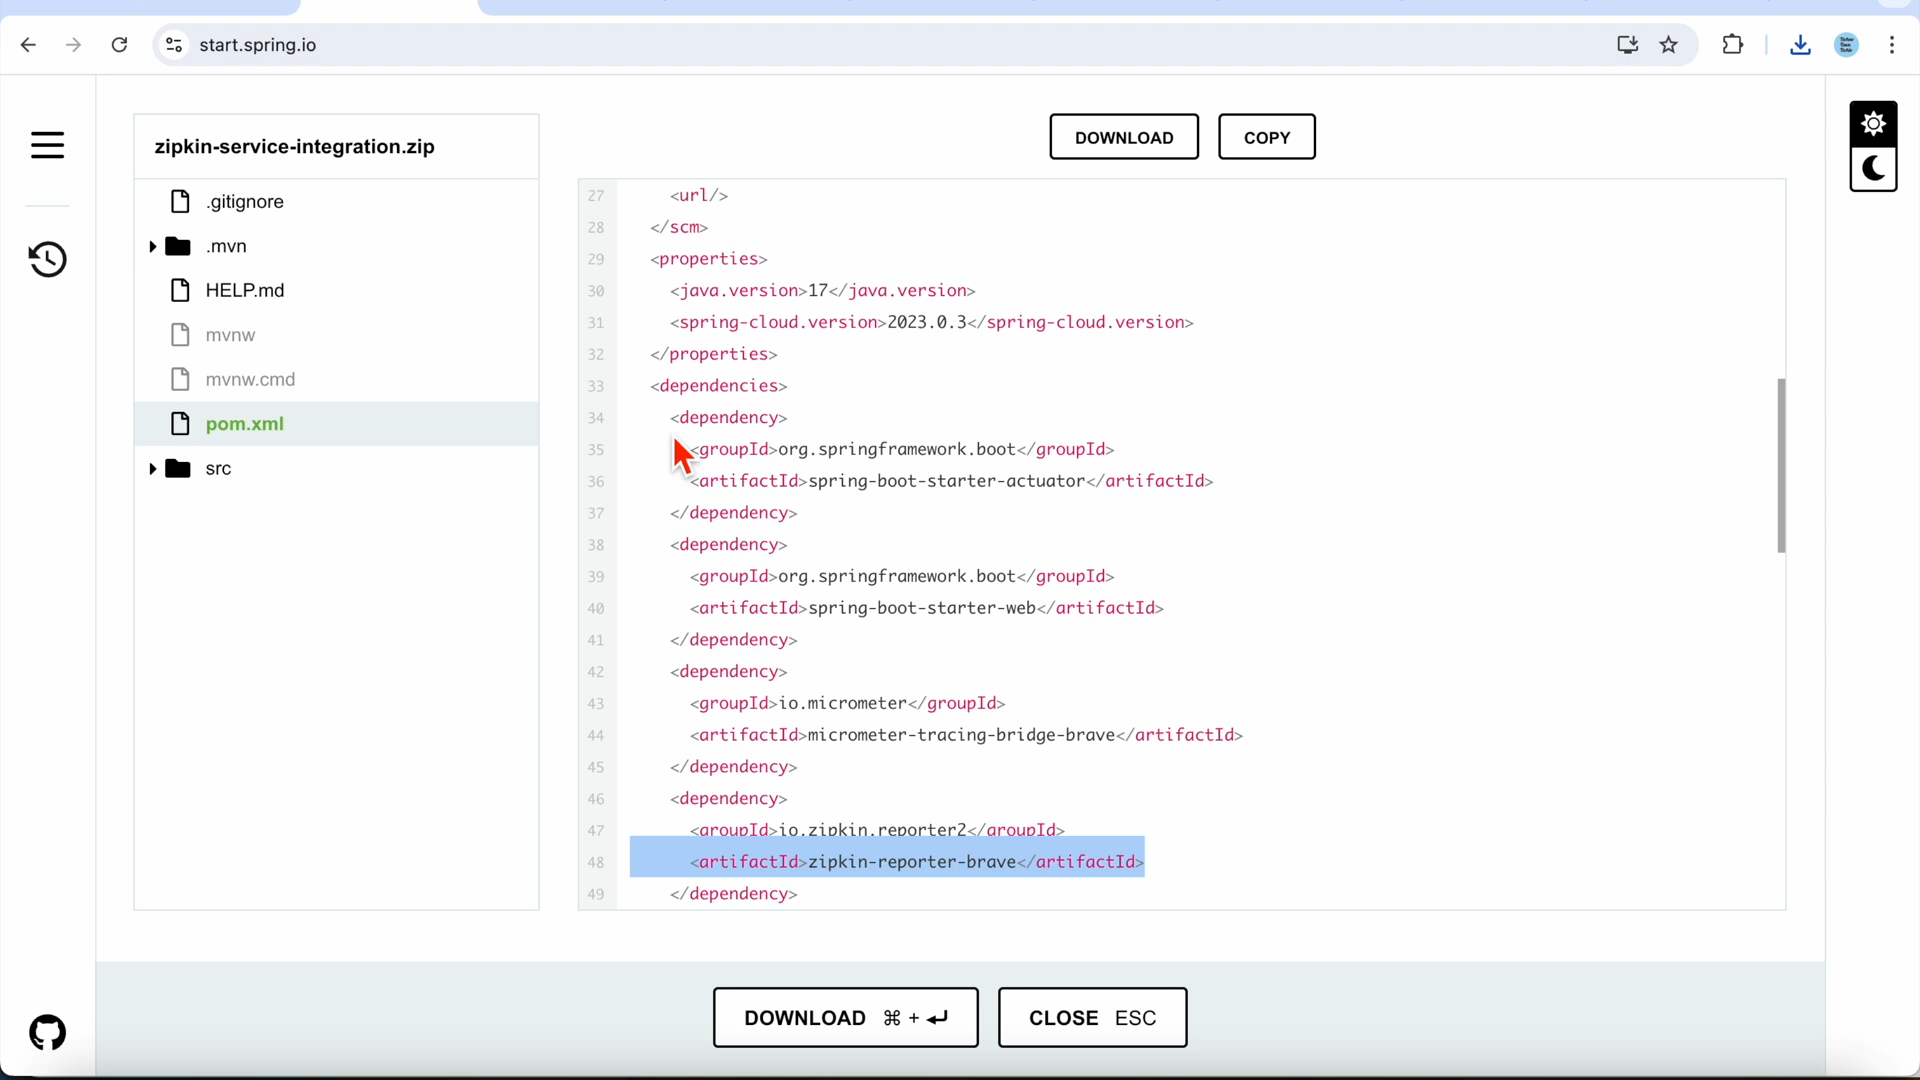 start.spring.io
zipkin-service-integration.zip
.gitignore
.mvn
HELP.md
mvnw
mvnw.cmd
pom.xml
src
DOWNLOAD
COPY
27 <url/>
28 </scm>
29 <properties>
30 <java.version>17</java.version>
31 <spring-cloud.version>2023.0.3</spring-cloud.version>
32 </properties>
33 <dependencies>
34 <dependency>
35 <groupId>org.springframework.boot</groupId>
36 <artifactId>spring-boot-starter-actuator</artifactId>
37 </dependency>
38 <dependency>
39 <groupId>org.springframework.boot</groupId>
40 <artifactId>spring-boot-starter-web</artifactId>
41 </dependency>
42 <dependency>
43 <groupId>io.micrometer</groupId>
44 <artifactId>micrometer-tracing-bridge-brave</artifactId>
45 </dependency>
46 <dependency>
47 <groupId>io.zipkin.reporter2</groupId>
48 <artifactId>zipkin-reporter-brave</artifactId>
49 </dependency>
DOWNLOAD ⌘ + ↵
CLOSE ESC